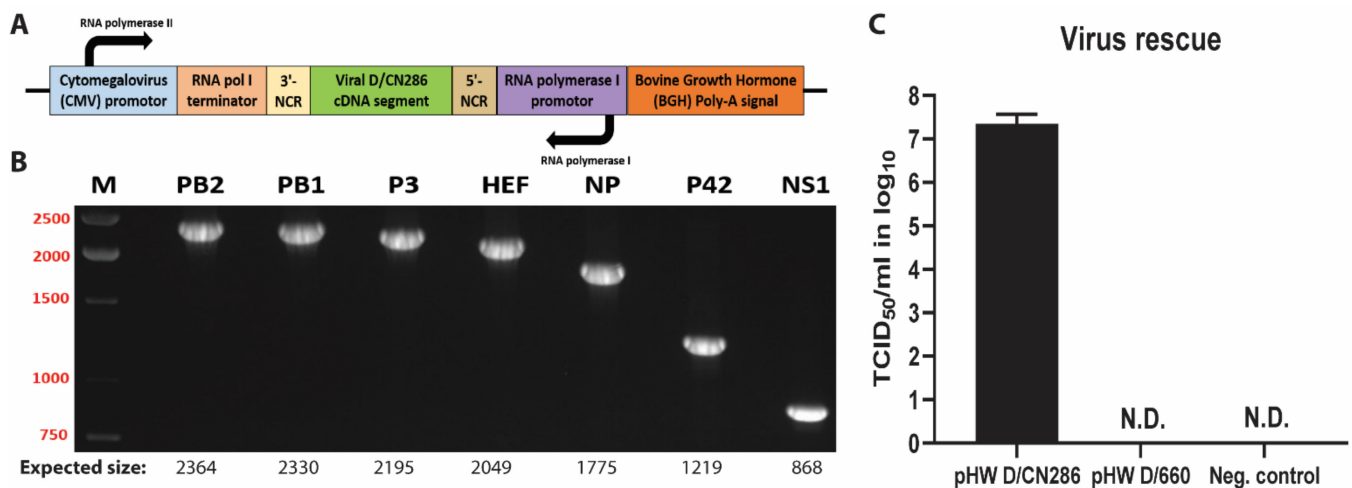 A
RNA polymerase II
Cytomegalovirus (CMV) promotor
RNA pol I terminator
3'-NCR
Viral D/CN286 cDNA segment
5'-NCR
RNA polymerase I promotor
Bovine Growth Hormone (BGH) Poly-A signal
RNA polymerase I
B
M PB2 PB1 P3 HEF NP P42 NS1
2500
2000
1500
1000
750
Expected size: 2364 2330 2195 2049 1775 1219 868
C
Virus rescue
TCID50/ml in log10
8
7
6
5
4
3
2
1
0
N.D. N.D.
pHW D/CN286 pHW D/660 Neg. control